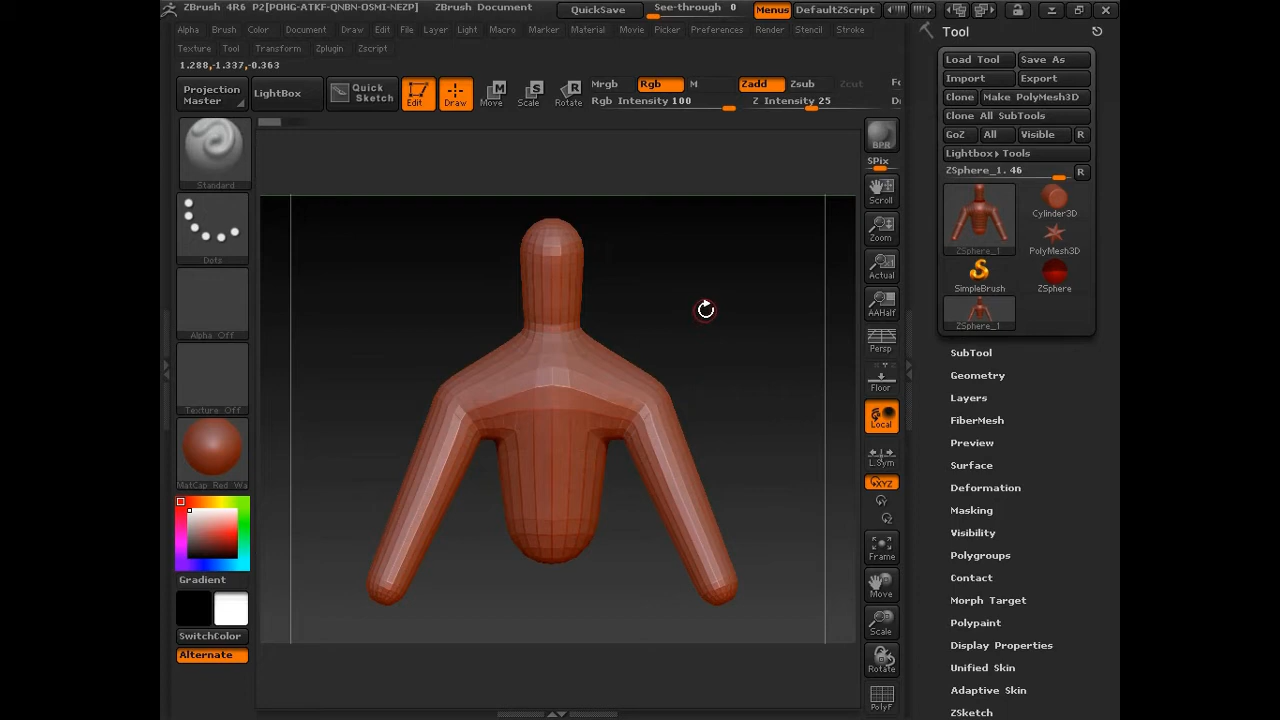 ZBrush 4R6 P2[POHG-ATKF-QNBN-OSMI-NEZP] ZBrush Document QuickSave See-through 0 Menus DefaultZScript
Alpha Brush Color Document Draw Edit File Layer Light Macro Marker Material Movie Picker Preferences Render Stencil Stroke
Texture Tool Transform Zplugin Zscript
1.288,-1.337,-0.363
Projection Master
LightBox
Quick Sketch
Edit
Draw
Move
Scale
Rotate
Mrgb Rgb M Zadd Zsub Zcut
Rgb Intensity 100 Z Intensity 25
Standard
Dots
Alpha Off
Texture Off
MatCap Red Wa
Gradient
SwitchColor
Alternate
BPR
SPix
Scroll
Zoom
Actual
AAHalf
Persp
Floor
Local
L.Sym
XYZ
Y
Z
Frame
Move
Scale
Rotate
PolyF
Tool
Load Tool Save As
Import Export
Clone Make PolyMesh3D
Clone All SubTools
GoZ All Visible R
Lightbox▸Tools
ZSphere_1. 46 R
ZSphere_1
Cylinder3D
PolyMesh3D
SimpleBrush
ZSphere
ZSphere_1
SubTool
Geometry
Layers
FiberMesh
Preview
Surface
Deformation
Masking
Visibility
Polygroups
Contact
Morph Target
Polypaint
Display Properties
Unified Skin
Adaptive Skin
ZSketch